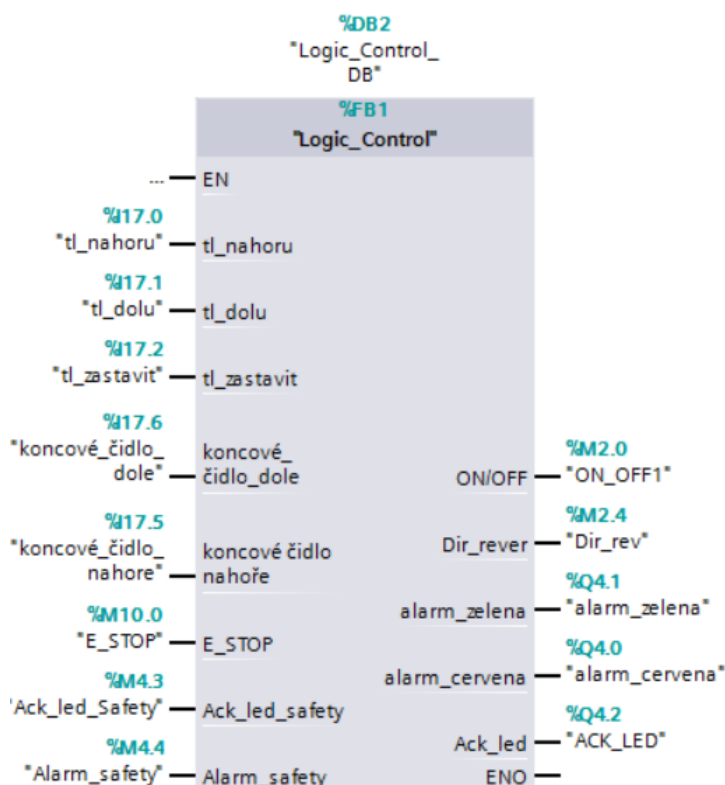 %DB2
"Logic_Control_
DB"
%FB1
"Logic_Control"
... EN
%I17.0
"tl_nahoru" tl_nahoru
%I17.1
"tl_dolu" tl_dolu
%I17.2
"tl_zastavit" tl_zastavit
%I17.6
"koncové_čidlo_
dole"
koncové_
čidlo_dole
%M2.0
ON/OFF "ON_OFF1"
%I17.5
"koncové_čidlo_
nahore"
koncové čidlo
nahoře
%M2.4
Dir_rever "Dir_rev"
%Q4.1
alarm_zelena "alarm_zelena"
%M10.0
"E_STOP" E_STOP
%Q4.0
alarm_cervena "alarm_cervena"
%M4.3
"Ack_led_Safety" Ack_led_safety
%Q4.2
Ack_led "ACK_LED"
%M4.4
"Alarm_safety" Alarm_safety
ENO